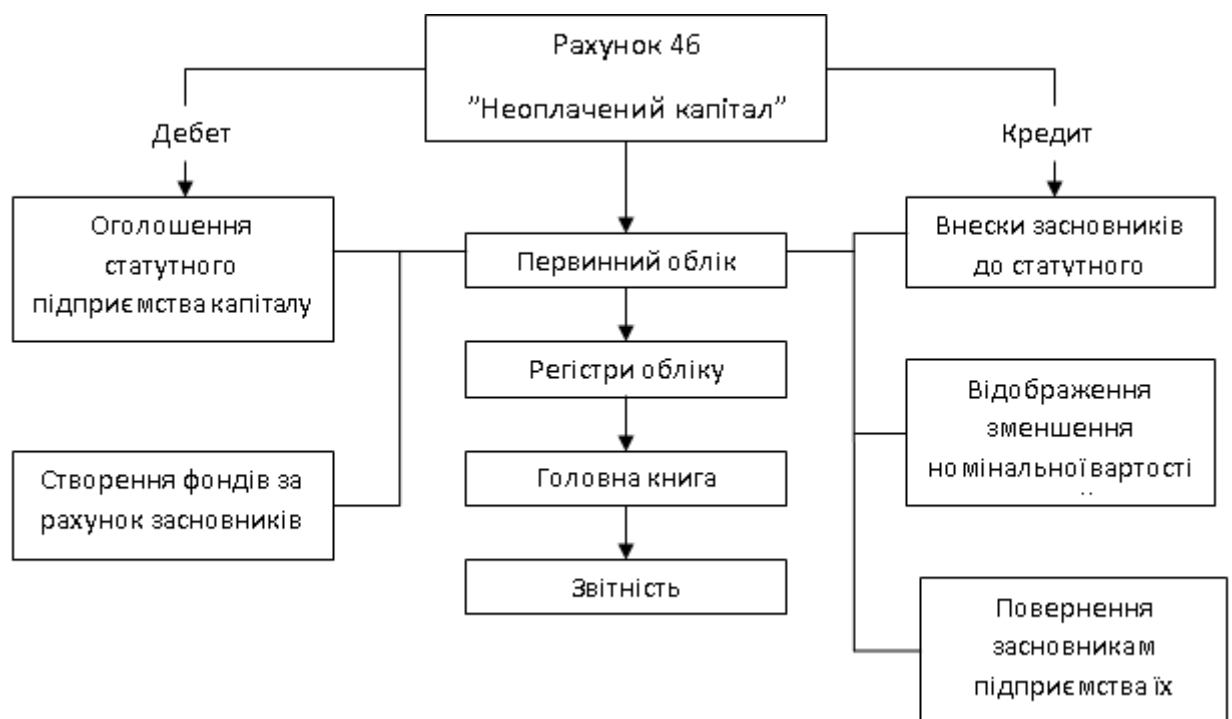 Рахунок 46
”Неоплачений капітал”
Дебет
Кредит
Оголошення
статутного
підприємства капіталу
Внески засновників
до статутного
Первинний облік
Регістри обліку
Відображення
зменшення
номінальної вартості
Створення фондів за
рахунок засновників
Головна книга
Звітність
Повернення
засновникам
підприємства їх